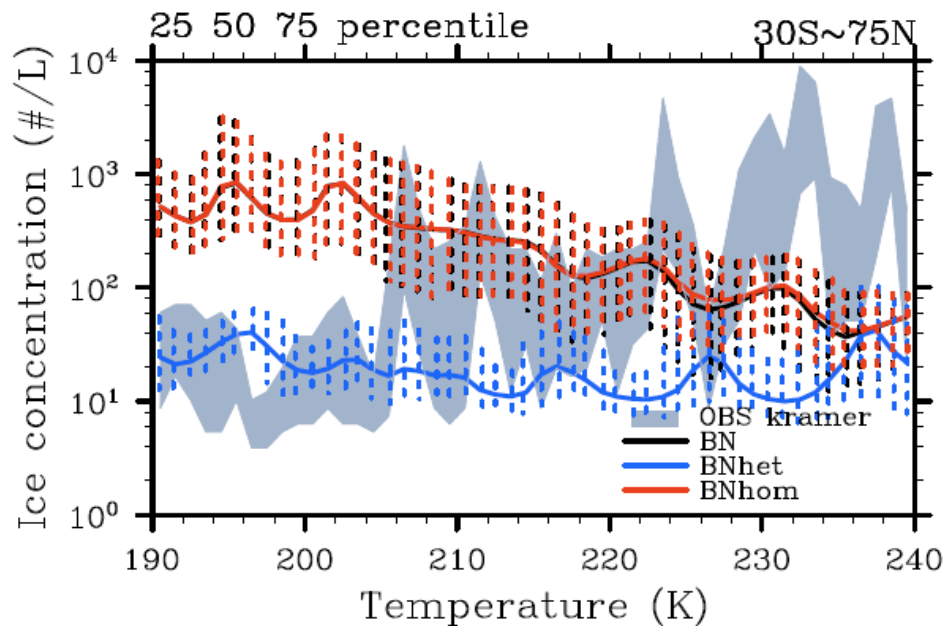 25 50 75 percentile
30S~75N
Ice concentration (#/L)
10⁴
10³
10²
10¹
10⁰
OBS kramer
BN
BNhet
BNhom
190 200 210 220 230 240
Temperature (K)